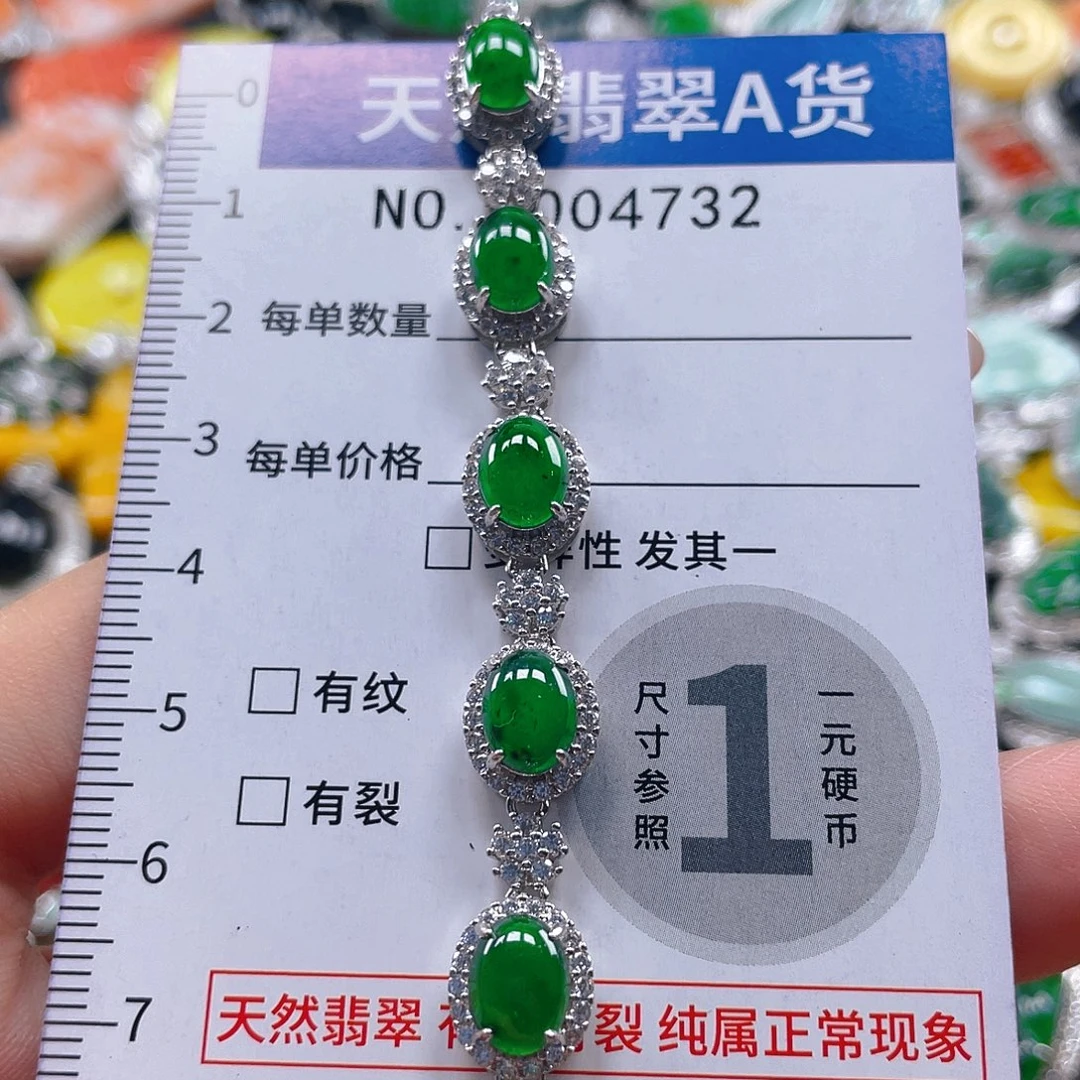 0
天 翡翠A货
1
NO. 004732
2
每单数量
3
每单价格
性 发其一
4
有纹
5
尺寸参照
1
一元硬币
有裂
6
7
天然翡翠 裂 纯属正常现象